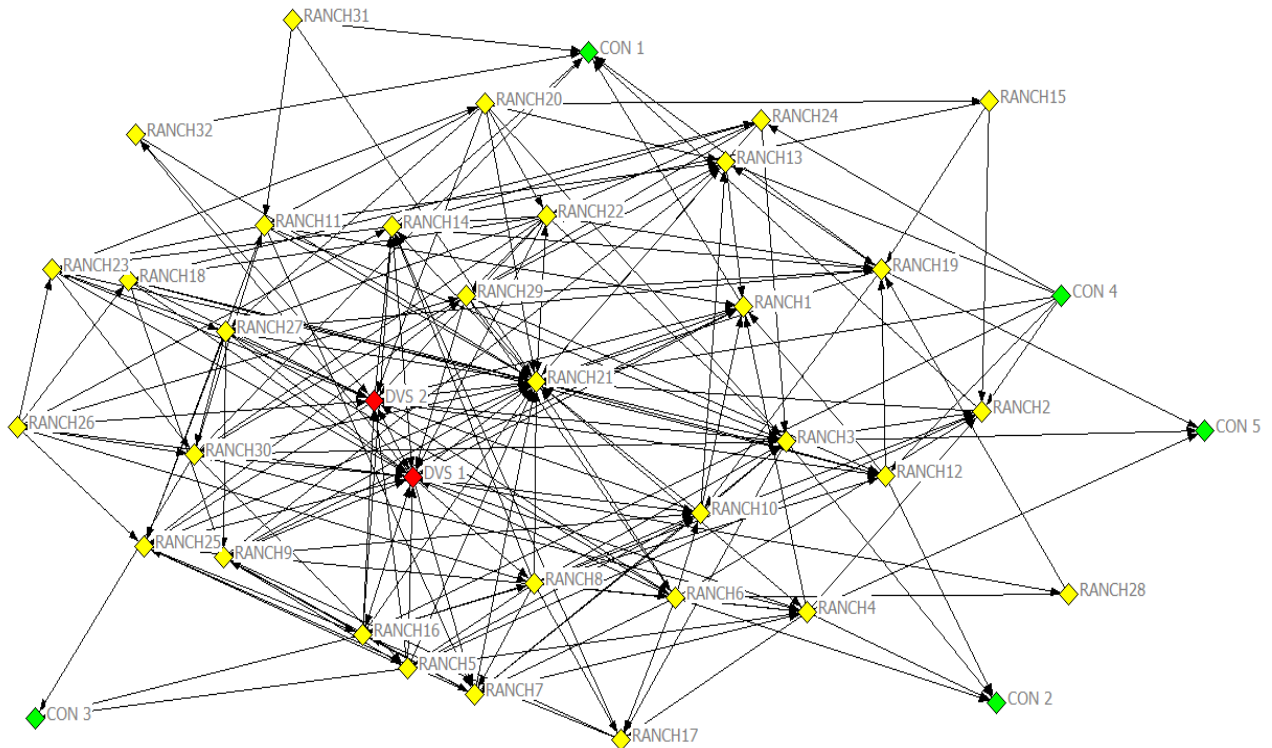 RANCH31
CON 1
RANCH20
RANCH15
RANCH24
RANCH32
RANCH13
RANCH11
RANCH14
RANCH22
RANCH23
RANCH18
RANCH19
RANCH29
CON 4
RANCH1
RANCH27
RANCH21
DVS 2
RANCH2
RANCH26
CON 5
RANCH3
RANCH30
DVS 1
RANCH12
RANCH10
RANCH25
RANCH9
RANCH8
RANCH6
RANCH28
RANCH4
RANCH16
RANCH5
RANCH7
CON 2
CON 3
RANCH17